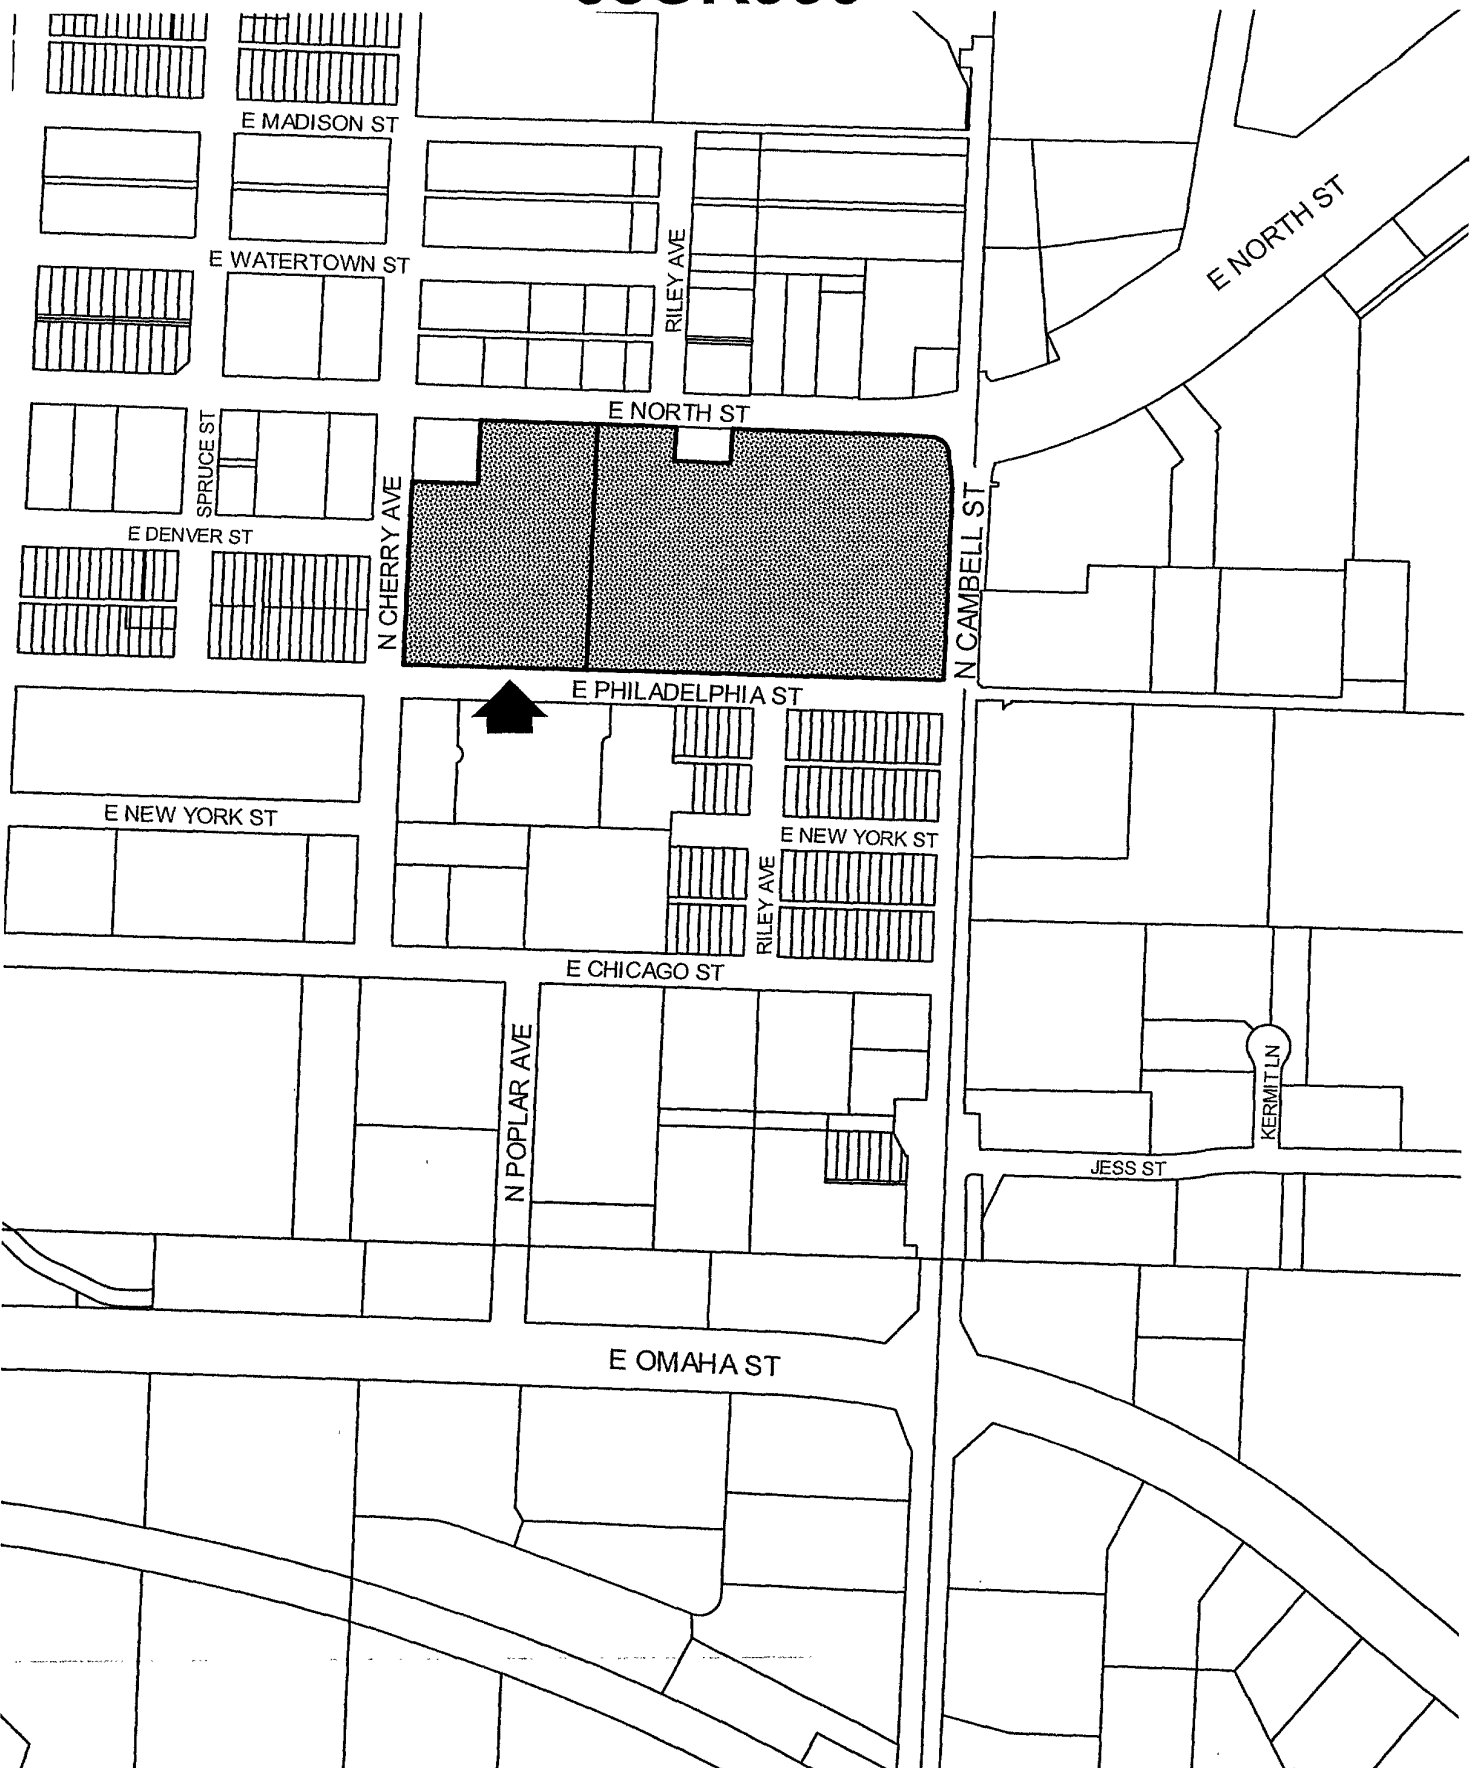 E MADISON ST
E NORTH ST
E WATERTOWN ST
RILEY AVE
E NORTH ST
SPRUCE ST
N CHERRY AVE
N CAMBELL ST
E DENVER ST
E PHILADELPHIA ST
E NEW YORK ST
E NEW YORK ST
RILEY AVE
E CHICAGO ST
N POPLAR AVE
KERMIT LN
JESS ST
E OMAHA ST